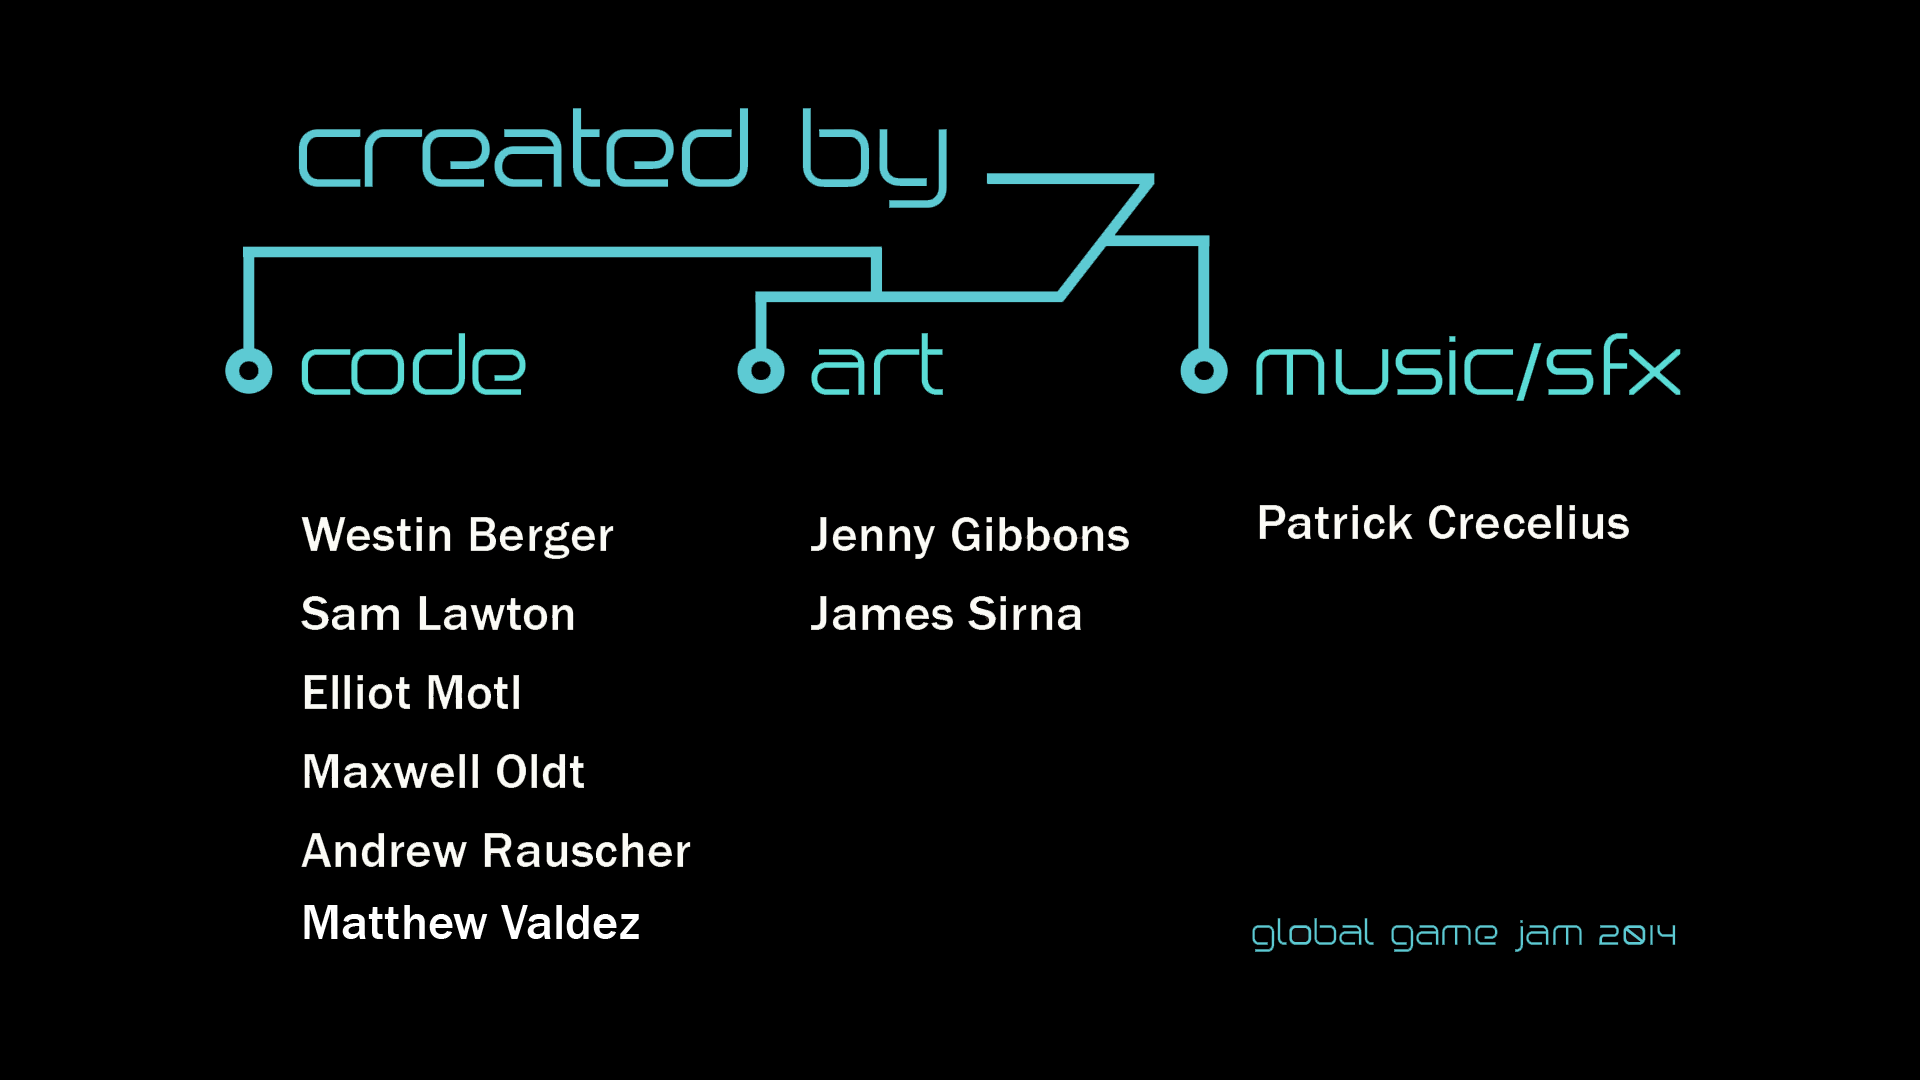 created by
code
art
music/sfx
Westin Berger
Sam Lawton
Elliot Motl
Maxwell Oldt
Andrew Rauscher
Matthew Valdez
Jenny Gibbons
James Sirna
Patrick Crecelius
global game jam 2014